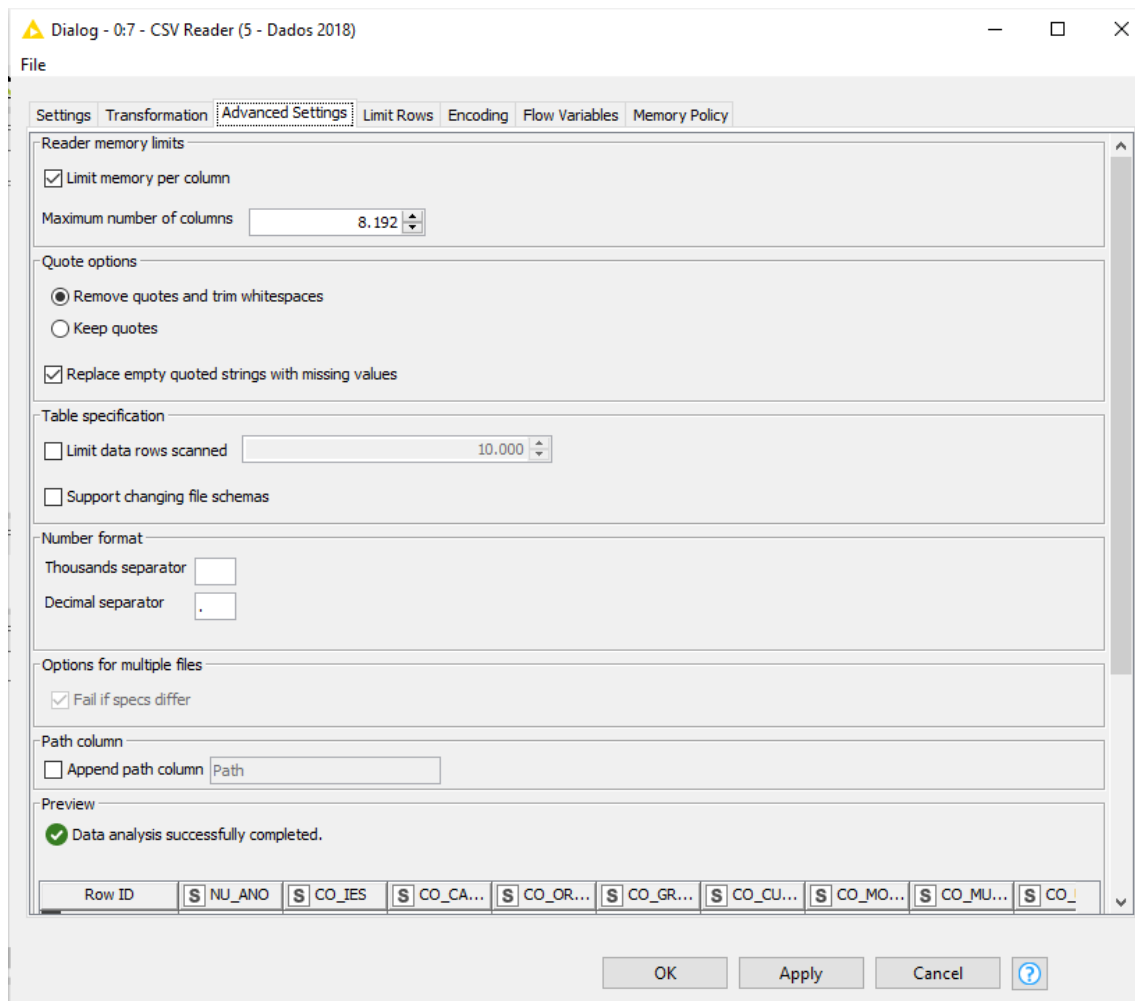 Dialog - 0:7 - CSV Reader (5 - Dados 2018)
File
Settings Transformation Advanced Settings Limit Rows Encoding Flow Variables Memory Policy
Reader memory limits
Limit memory per column
Maximum number of columns 8.192
Quote options
Remove quotes and trim whitespaces
Keep quotes
Replace empty quoted strings with missing values
Table specification
Limit data rows scanned 10.000
Support changing file schemas
Number format
Thousands separator
Decimal separator .
Options for multiple files
Fail if specs differ
Path column
Append path column Path
Preview
Data analysis successfully completed.
Row ID S NU_ANO S CO_IES S CO_CA... S CO_OR... S CO_GR... S CO_CU... S CO_MO... S CO_MU... S CO_
OK Apply Cancel ?